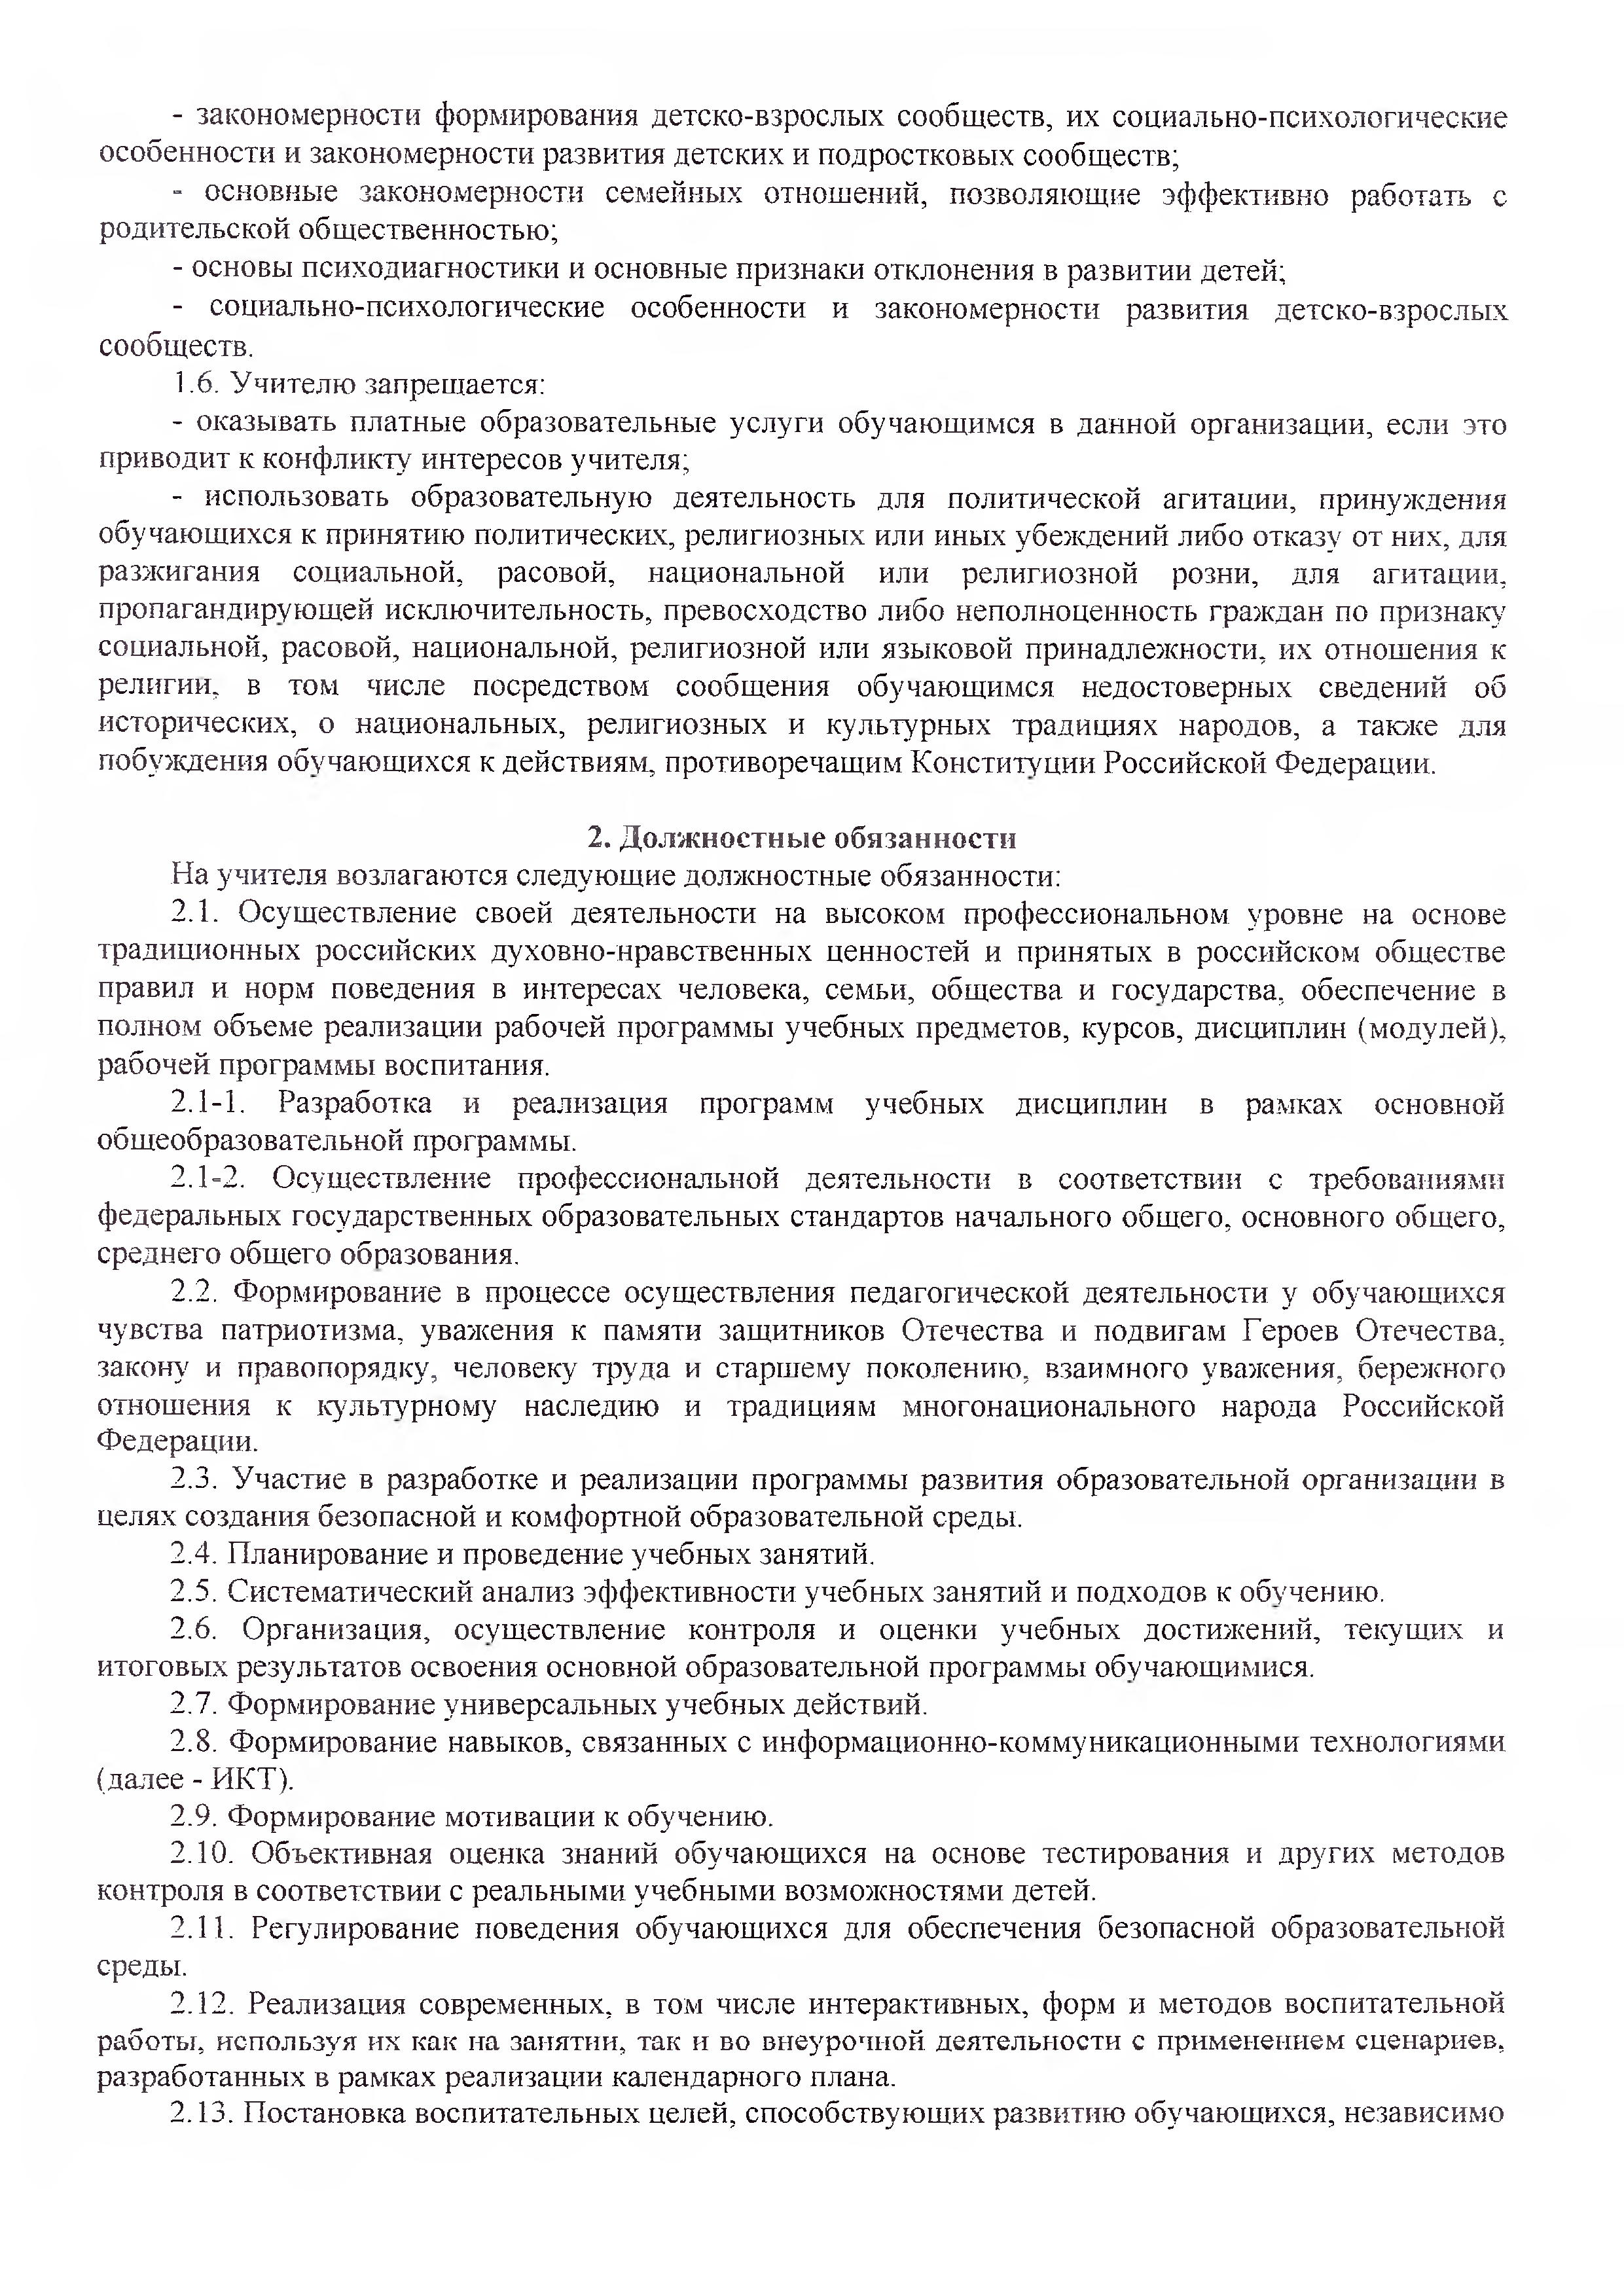 - закономерности формирования детско-взрослых сообществ, их социально-психологические
особенности и закономерности развития детских и подростковых сообществ;
- основные закономерности семейных отношений, позволяющие эффективно работать с
родительской общественностью;
- основы психодиагностики и основные признаки отклонения в развитии детей;
- социально-психологические особенности и закономерности развития детско-взрослых
сообществ.
1.6. Учителю запрещается:
- оказывать платные образовательные услуги обучающимся в данной организации, если это
приводит к конфликту интересов учителя;
- использовать образовательную деятельность для политической агитации, принуждения
обучающихся к принятию политических, религиозных или иных убеждений либо отказу от них, для
разжигания социальной, расовой, национальной или религиозной розни, для агитации,
пропагандирующей исключительность, превосходство либо неполноценность граждан по признаку
социальной, расовой, национальной, религиозной или языковой принадлежности, их отношения к
религии, в том числе посредством сообщения обучающимся недостоверных сведений об
исторических, о национальных, религиозных и культурных традициях народов, а также для
побуждения обучающихся к действиям, противоречащим Конституции Российской Федерации.
2. Должностные обязанности
На учителя возлагаются следующие должностные обязанности:
2.1. Осуществление своей деятельности на высоком профессиональном уровне на основе
традиционных российских духовно-нравственных ценностей и принятых в российском обществе
правил и норм поведения в интересах человека, семьи, общества и государства, обеспечение в
полном объеме реализации рабочей программы учебных предметов, курсов, дисциплин (модулей),
рабочей программы воспитания.
2.1-1. Разработка и реализация программ учебных дисциплин в рамках основной
общеобразовательной программы.
2.1-2. Осуществление профессиональной деятельности в соответствии с требованиями
федеральных государственных образовательных стандартов начального общего, основного общего,
среднего общего образования.
2.2. Формирование в процессе осуществления педагогической деятельности у обучающихся
чувства патриотизма, уважения к памяти защитников Отечества и подвигам Героев Отечества,
закону и правопорядку, человеку труда и старшему поколению, взаимного уважения, бережного
отношения к культурному наследию и традициям многонационального народа Российской
Федерации.
2.3. Участие в разработке и реализации программы развития образовательной организации в
целях создания безопасной и комфортной образовательной среды.
2.4. Планирование и проведение учебных занятий.
2.5. Систематический анализ эффективности учебных занятий и подходов к обучению.
2.6. Организация, осуществление контроля и оценки учебных достижений, текущих и
итоговых результатов освоения основной образовательной программы обучающимися.
2.7. Формирование универсальных учебных действий.
2.8. Формирование навыков, связанных с информационно-коммуникационными технологиями
(далее - ИКТ).
2.9. Формирование мотивации к обучению.
2.10. Объективная оценка знаний обучающихся на основе тестирования и других методов
контроля в соответствии с реальными учебными возможностями детей.
2.11. Регулирование поведения обучающихся для обеспечения безопасной образовательной
среды.
2.12. Реализация современных, в том числе интерактивных, форм и методов воспитательной
работы, используя их как на занятии, так и во внеурочной деятельности с применением сценариев,
разработанных в рамках реализации календарного плана.
2.13. Постановка воспитательных целей, способствующих развитию обучающихся, независимо